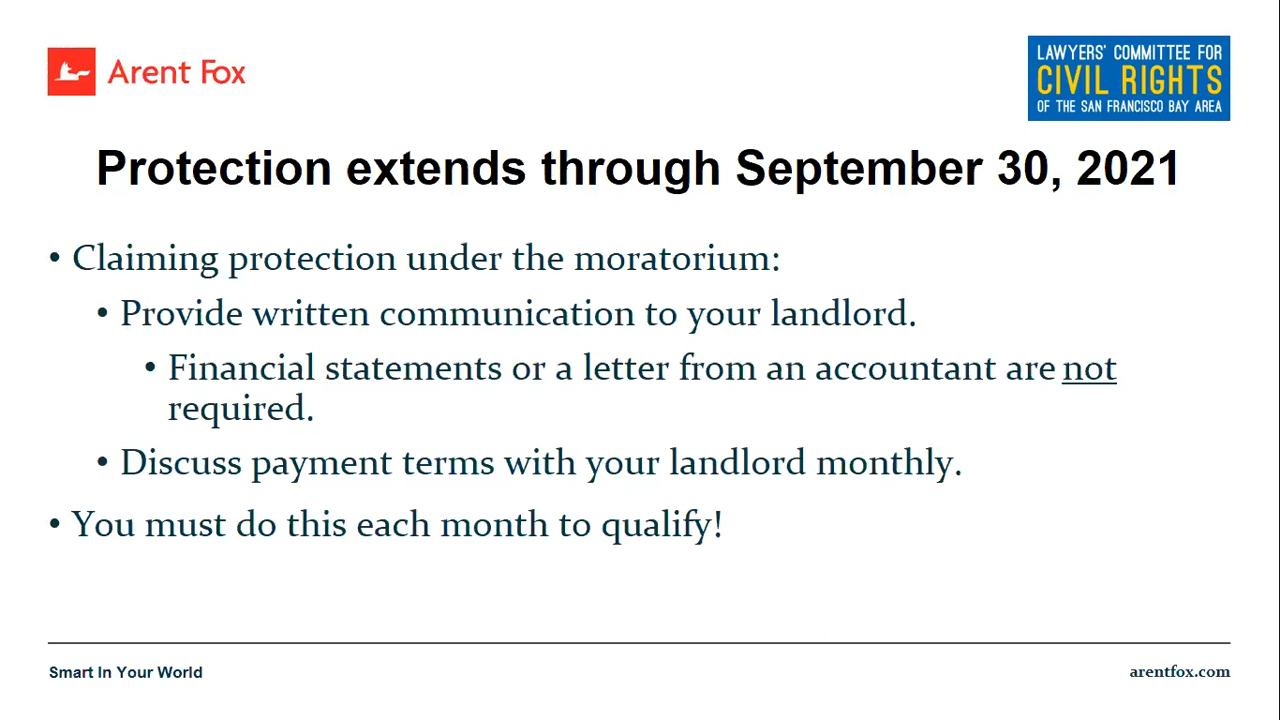 Arent Fox
LAWYERS' COMMITTEE FOR
CIVIL RIGHTS
OF THE SAN FRANCISCO BAY AREA
Protection extends through September 30, 2021
• Claiming protection under the moratorium:
• Provide written communication to your landlord.
• Financial statements or a letter from an accountant are not
required.
• Discuss payment terms with your landlord monthly.
• You must do this each month to qualify!
Smart In Your World
arentfox.com